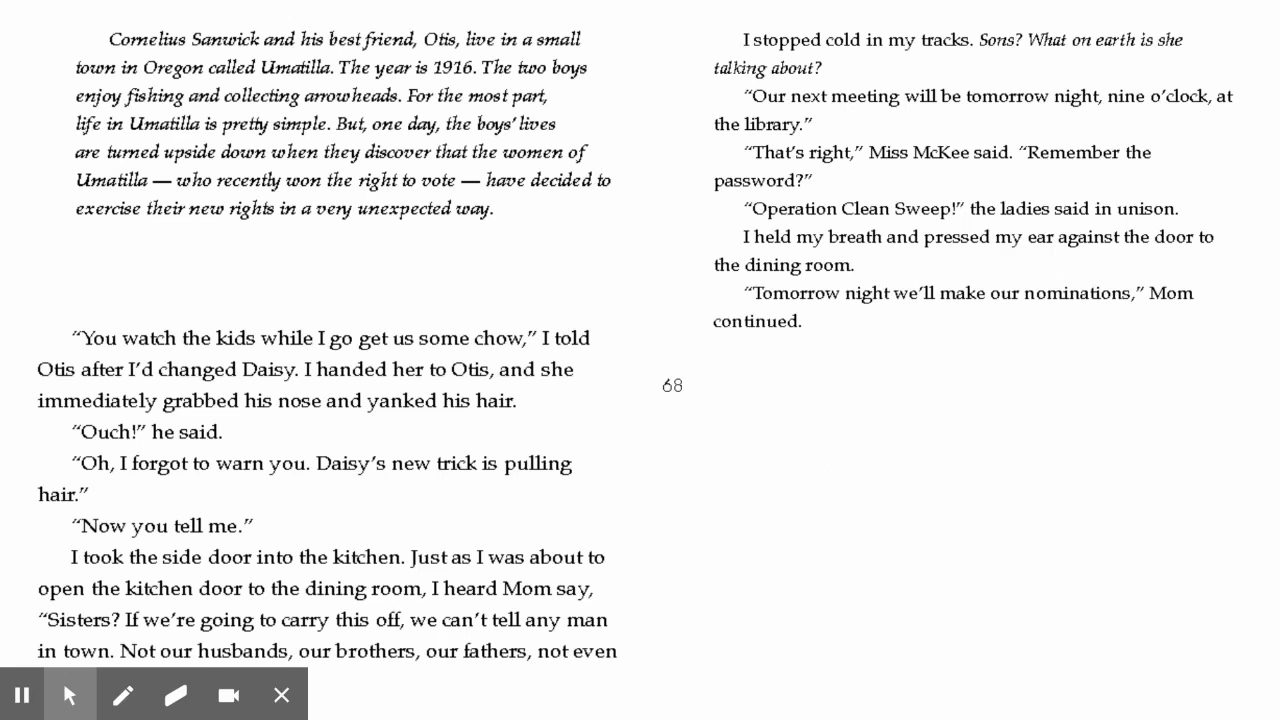 Cornelius Sanwick and his best friend, Otis, live in a small
town in Oregon called Umatilla. The year is 1916. The two boys
enjoy fishing and collecting arrowheads. For the most part,
life in Umatilla is pretty simple. But, one day, the boys' lives
are turned upside down when they discover that the women of
Umatilla — who recently won the right to vote — have decided to
exercise their new rights in a very unexpected way.
“You watch the kids while I go get us some chow,” I told
Otis after I’d changed Daisy. I handed her to Otis, and she
immediately grabbed his nose and yanked his hair.
“Ouch!” he said.
“Oh, I forgot to warn you. Daisy’s new trick is pulling
hair.”
“Now you tell me.”
I took the side door into the kitchen. Just as I was about to
open the kitchen door to the dining room, I heard Mom say,
“Sisters? If we’re going to carry this off, we can’t tell any man
in town. Not our husbands, our brothers, our fathers, not even
I stopped cold in my tracks. Sons? What on earth is she
talking about?
“Our next meeting will be tomorrow night, nine o’clock, at
the library.”
“That’s right,” Miss McKee said. “Remember the
password?”
“Operation Clean Sweep!” the ladies said in unison.
I held my breath and pressed my ear against the door to
the dining room.
“Tomorrow night we’ll make our nominations,” Mom
continued.
68